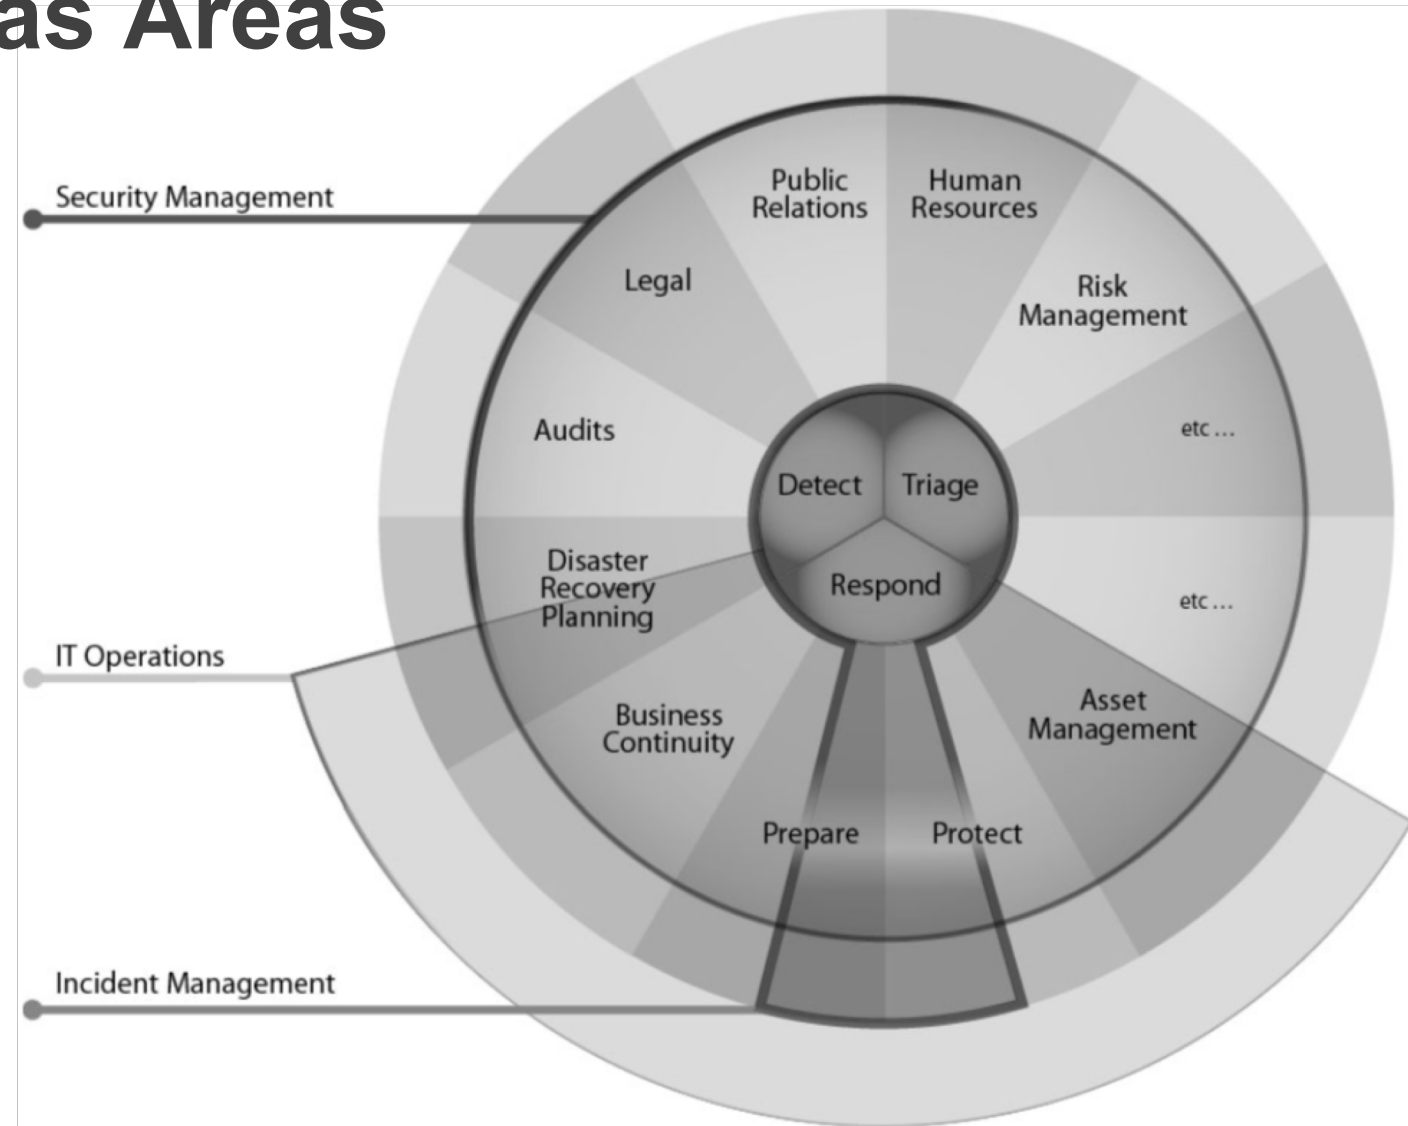 as Areas
Security Management
Public
Relations
Human
Resources
Legal
Risk
Management
Audits
etc ...
Detect
Triage
Disaster
Recovery
Planning
Respond
etc ...
IT Operations
Business
Continuity
Asset
Management
Prepare
Protect
Incident Management